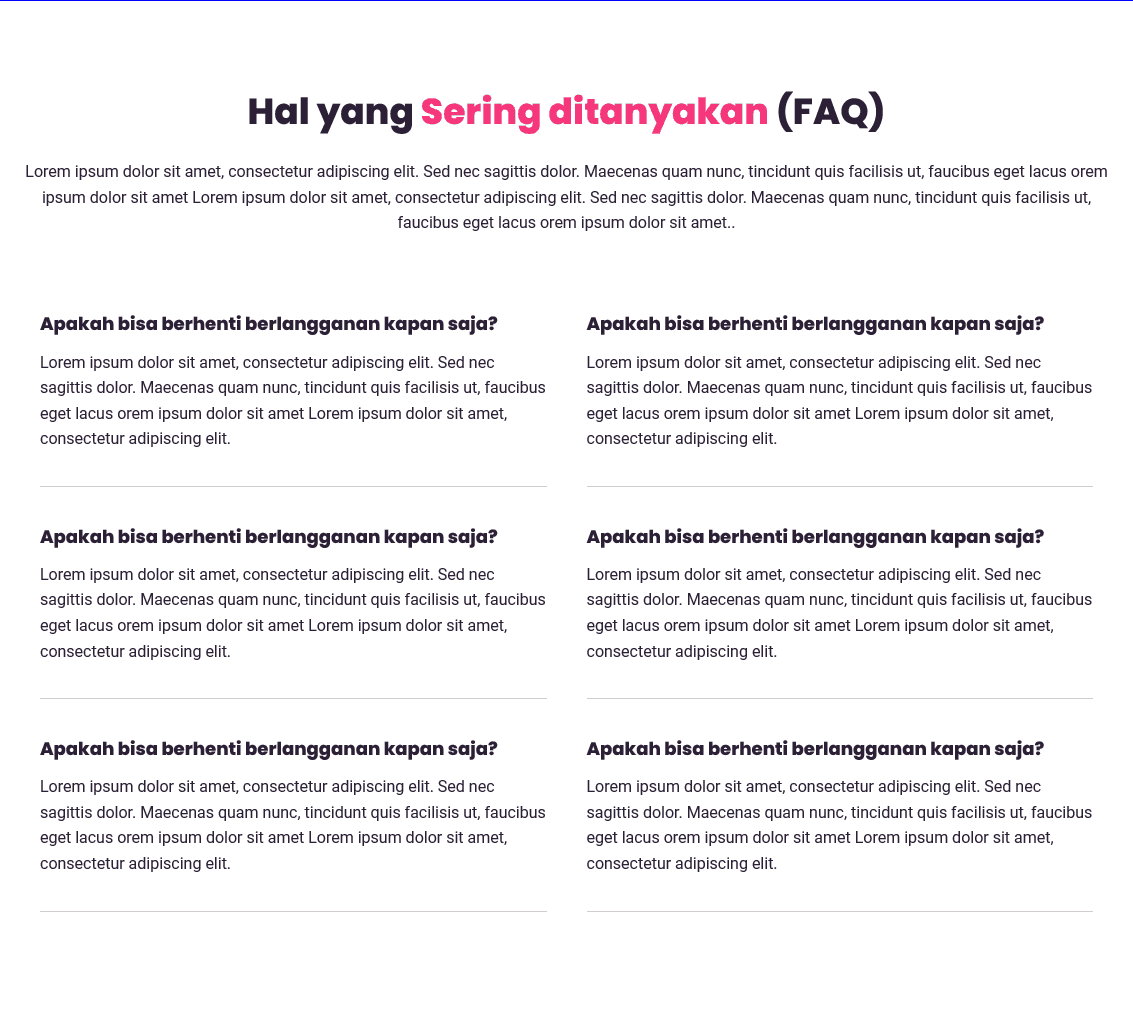 Hal yang Sering ditanyakan (FAQ)
Lorem ipsum dolor sit amet, consectetur adipiscing elit. Sed nec sagittis dolor. Maecenas quam nunc, tincidunt quis facilisis ut, faucibus eget lacus orem
ipsum dolor sit amet Lorem ipsum dolor sit amet, consectetur adipiscing elit. Sed nec sagittis dolor. Maecenas quam nunc, tincidunt quis facilisis ut,
faucibus eget lacus orem ipsum dolor sit amet..
Apakah bisa berhenti berlangganan kapan saja?
Lorem ipsum dolor sit amet, consectetur adipiscing elit. Sed nec
sagittis dolor. Maecenas quam nunc, tincidunt quis facilisis ut, faucibus
eget lacus orem ipsum dolor sit amet Lorem ipsum dolor sit amet,
consectetur adipiscing elit.
Apakah bisa berhenti berlangganan kapan saja?
Lorem ipsum dolor sit amet, consectetur adipiscing elit. Sed nec
sagittis dolor. Maecenas quam nunc, tincidunt quis facilisis ut, faucibus
eget lacus orem ipsum dolor sit amet Lorem ipsum dolor sit amet,
consectetur adipiscing elit.
Apakah bisa berhenti berlangganan kapan saja?
Lorem ipsum dolor sit amet, consectetur adipiscing elit. Sed nec
sagittis dolor. Maecenas quam nunc, tincidunt quis facilisis ut, faucibus
eget lacus orem ipsum dolor sit amet Lorem ipsum dolor sit amet,
consectetur adipiscing elit.
Apakah bisa berhenti berlangganan kapan saja?
Lorem ipsum dolor sit amet, consectetur adipiscing elit. Sed nec
sagittis dolor. Maecenas quam nunc, tincidunt quis facilisis ut, faucibus
eget lacus orem ipsum dolor sit amet Lorem ipsum dolor sit amet,
consectetur adipiscing elit.
Apakah bisa berhenti berlangganan kapan saja?
Lorem ipsum dolor sit amet, consectetur adipiscing elit. Sed nec
sagittis dolor. Maecenas quam nunc, tincidunt quis facilisis ut, faucibus
eget lacus orem ipsum dolor sit amet Lorem ipsum dolor sit amet,
consectetur adipiscing elit.
Apakah bisa berhenti berlangganan kapan saja?
Lorem ipsum dolor sit amet, consectetur adipiscing elit. Sed nec
sagittis dolor. Maecenas quam nunc, tincidunt quis facilisis ut, faucibus
eget lacus orem ipsum dolor sit amet Lorem ipsum dolor sit amet,
consectetur adipiscing elit.